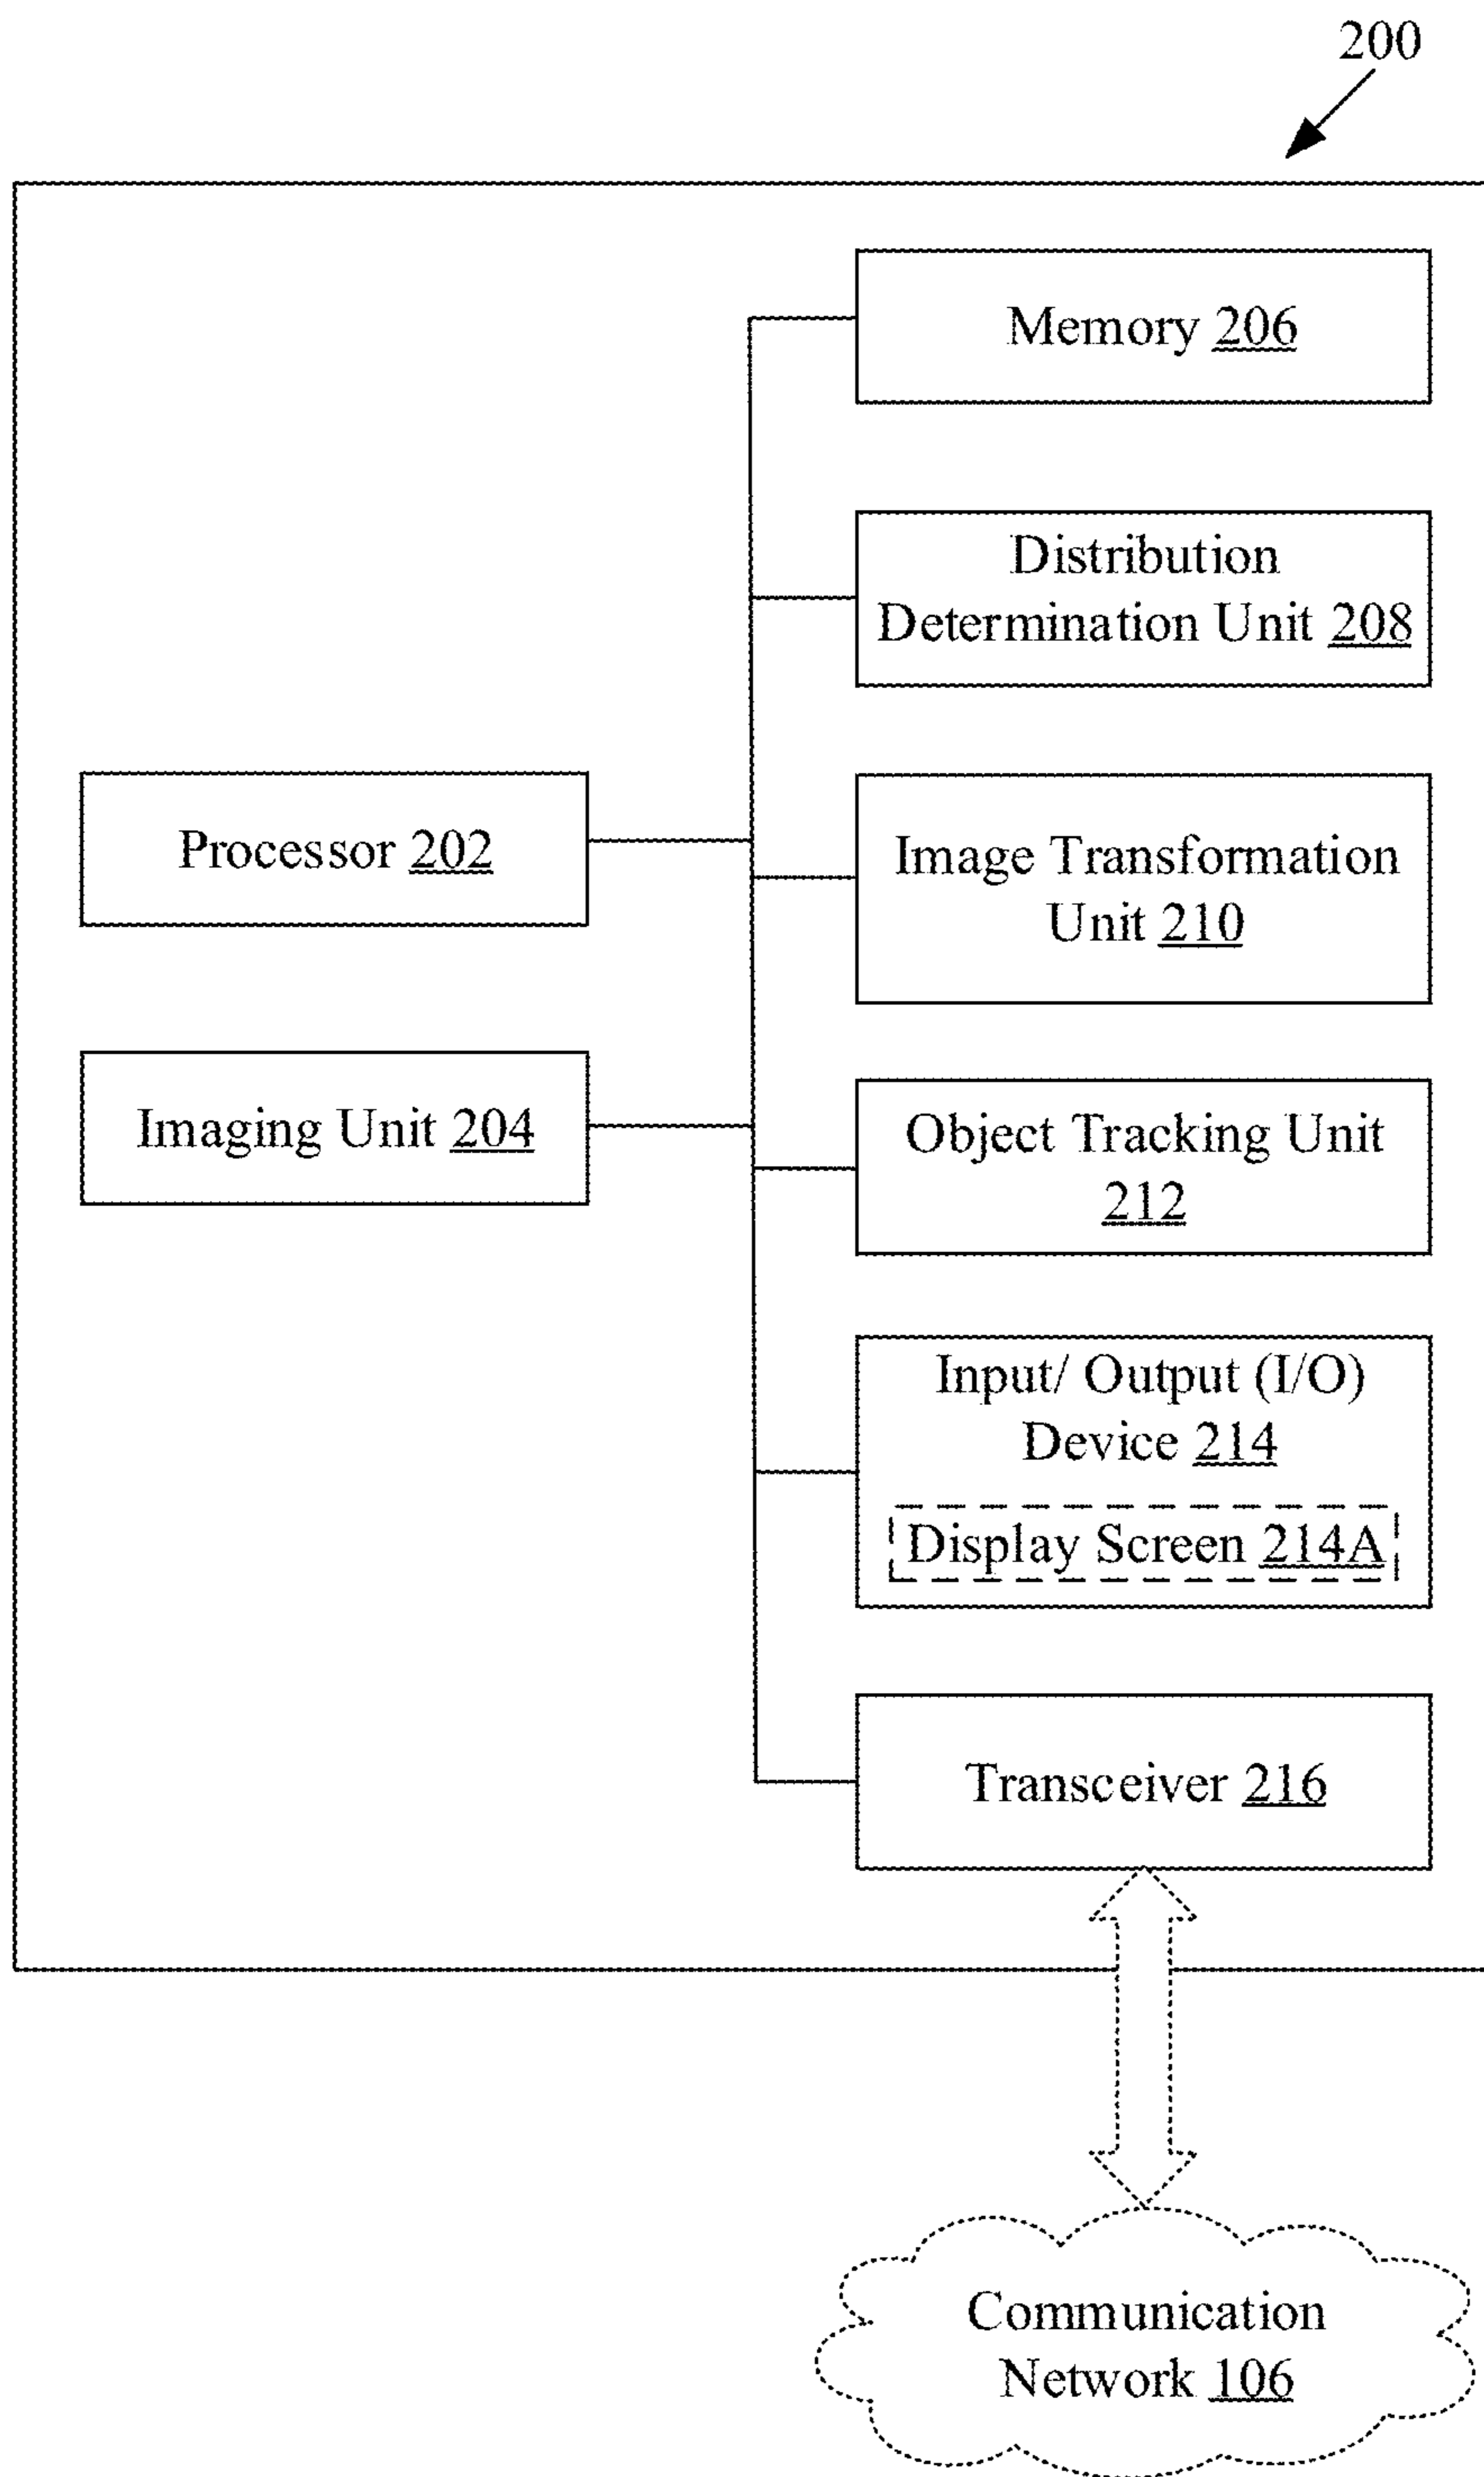 200
Memory 206
Distribution
Determination Unit 208
Processor 202
Image Transformation
Unit 210
Imaging Unit 204
Object Tracking Unit
212
Input/ Output (I/O)
Device 214
Display Screen 214A
Transceiver 216
Communication
Network 106